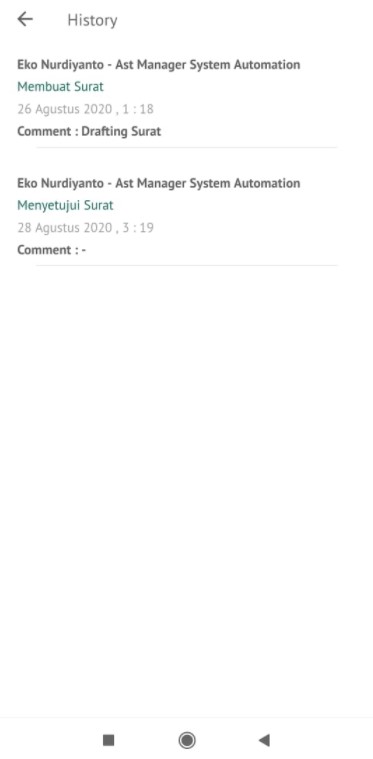 History
Eko Nurdiyanto - Ast Manager System Automation
Membuat Surat
26 Agustus 2020 , 1 : 18
Comment : Drafting Surat
Eko Nurdiyanto - Ast Manager System Automation
Menyetujui Surat
28 Agustus 2020 , 3 : 19
Comment : -